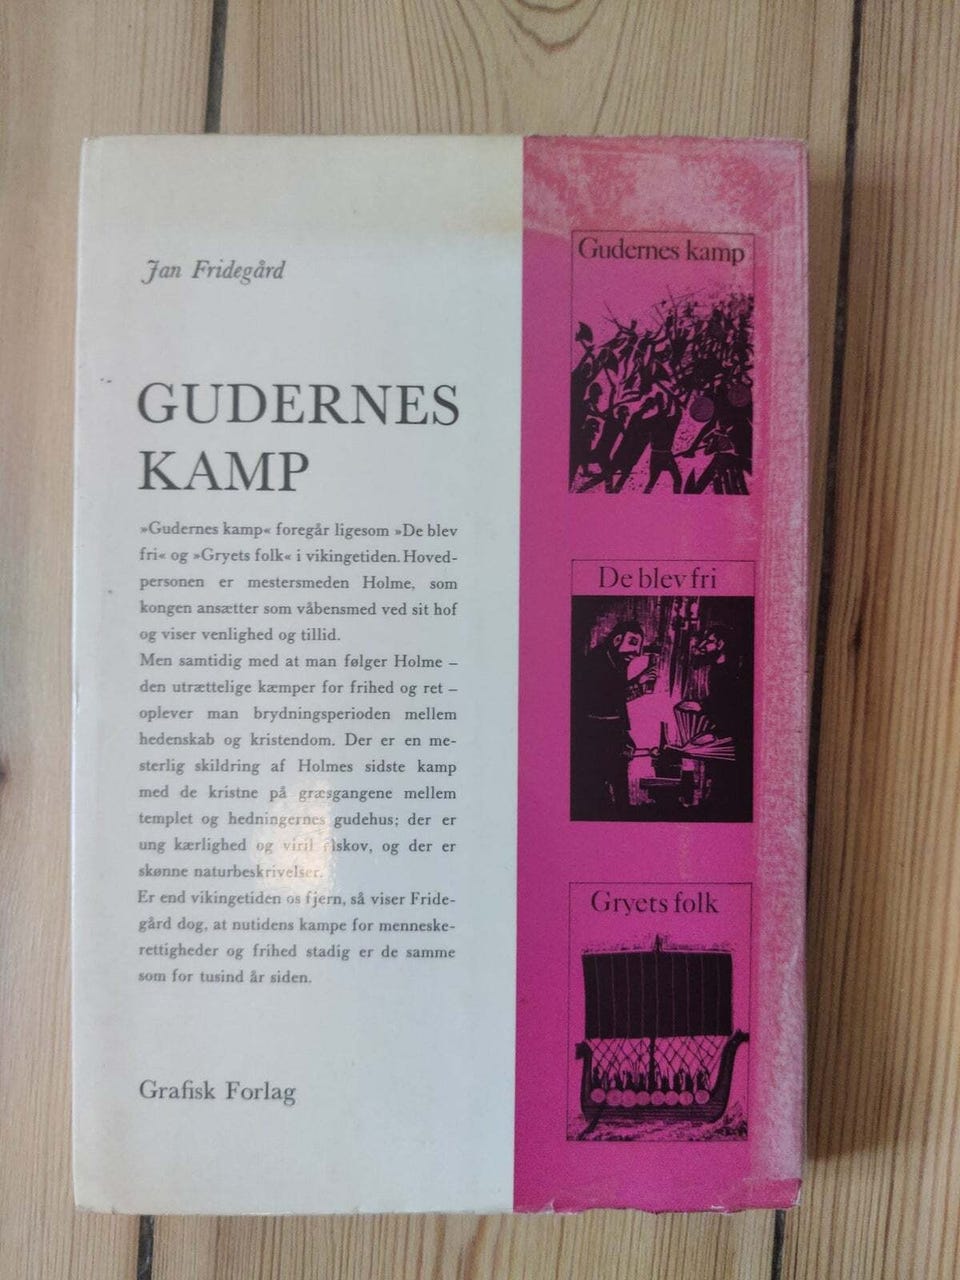 Jan Fridegård
GUDERNES
KAMP
»Gudernes kamp« foregår ligesom »De blev
fri« og »Gryets folk« i vikingetiden. Hoved-
personen er mestersmeden Holme, som
kongen ansætter som våbensmed ved sit hof
og viser venlighed og tillid.
Men samtidig med at man følger Holme –
den utrættelige kæmper for frihed og ret –
oplever man brydningsperioden mellem
hedenskab og kristendom. Der er en me-
sterlig skildring af Holmes sidste kamp
med de kristne på græsgangene mellem
templet og hedningernes gudehus; der er
ung kærlighed og viril elskov, og der er
skønne naturbeskrivelser.
Er end vikingetiden os fjern, så viser Fride-
gård dog, at nutidens kampe for menneske-
rettigheder og frihed stadig er de samme
som for tusind år siden.
Grafisk Forlag
Gudernes kamp
De blev fri
Gryets folk